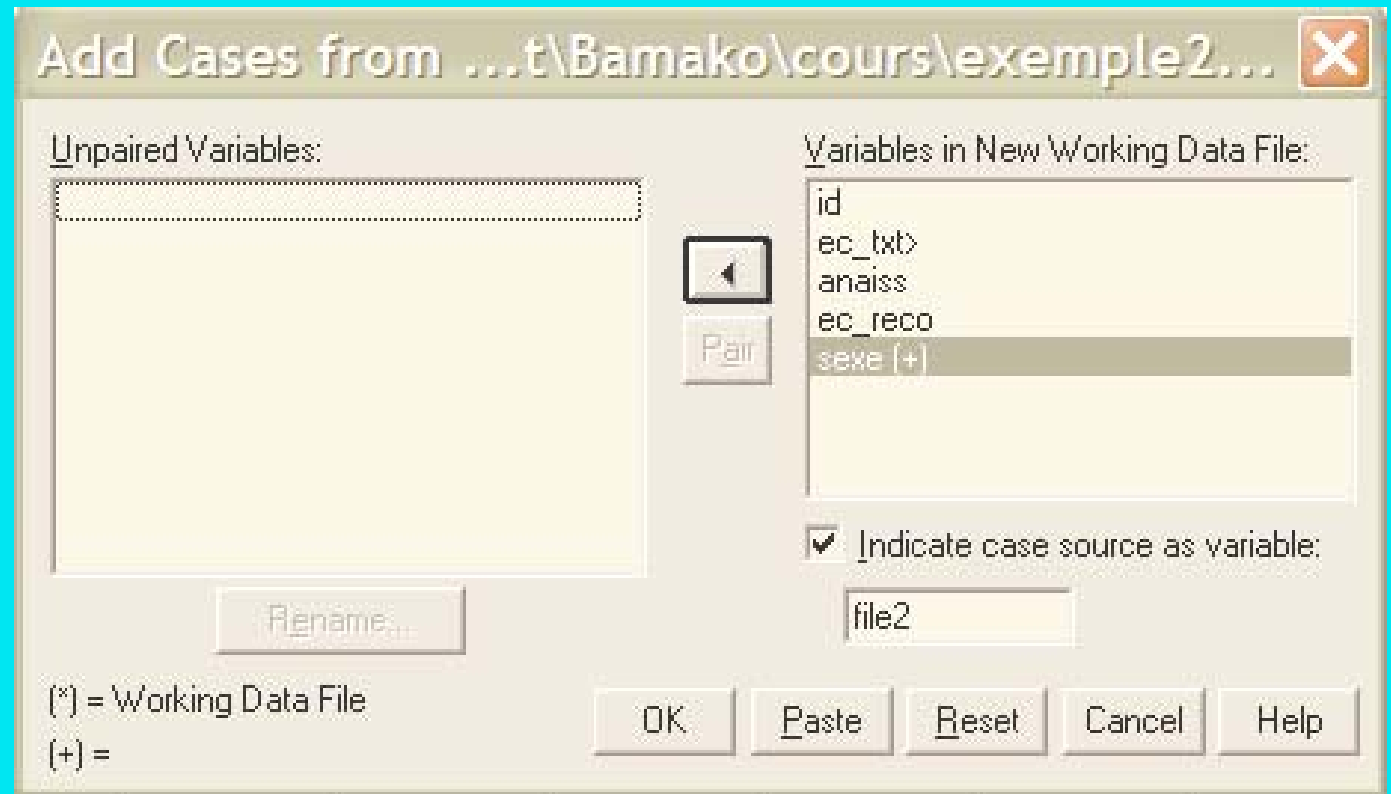 Add Cases from ...t\Bamako\cours\exemple2...
Unpaired Variables:
Variables in New Working Data File:
id
ec_txt>
anaiss
ec_reco
sexe (+)
Pair
Indicate case source as variable:
file2
Rename...
(*) = Working Data File
(+) =
OK Paste Reset Cancel Help